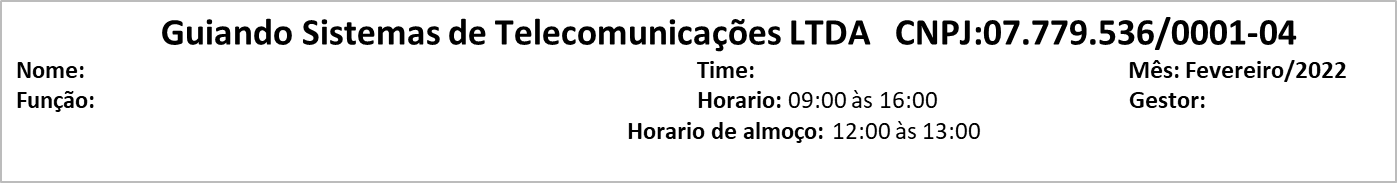 Guiando Sistemas de Telecomunicações LTDA   CNPJ:07.779.536/0001-04
Nome: Time: Mês: Fevereiro/2022
Função: Horario: 09:00 às 16:00 Gestor:
Horario de almoço: 12:00 às 13:00